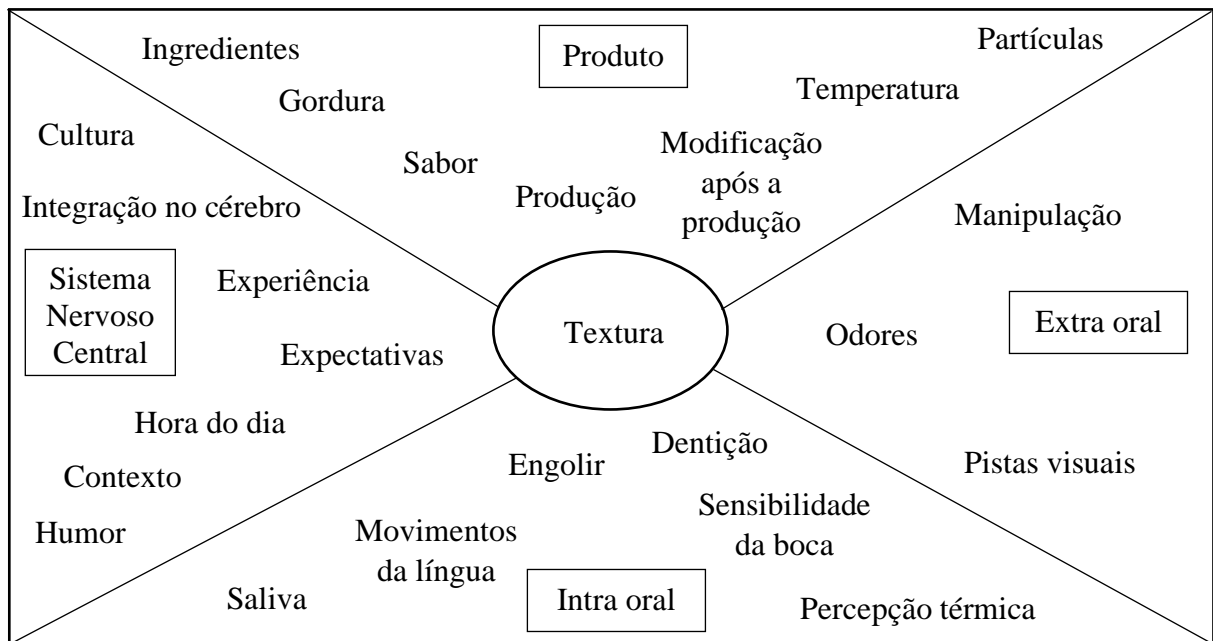 Ingredientes
Gordura
Sabor
Produção
Produto
Modificação
após a
produção
Temperatura
Partículas
Cultura
Integração no cérebro
Sistema
Nervoso
Central
Experiência
Expectativas
Hora do dia
Contexto
Humor
Textura
Manipulação
Odores
Extra oral
Pistas visuais
Engolir
Dentição
Movimentos
da língua
Sensibilidade
da boca
Saliva
Intra oral
Percepção térmica